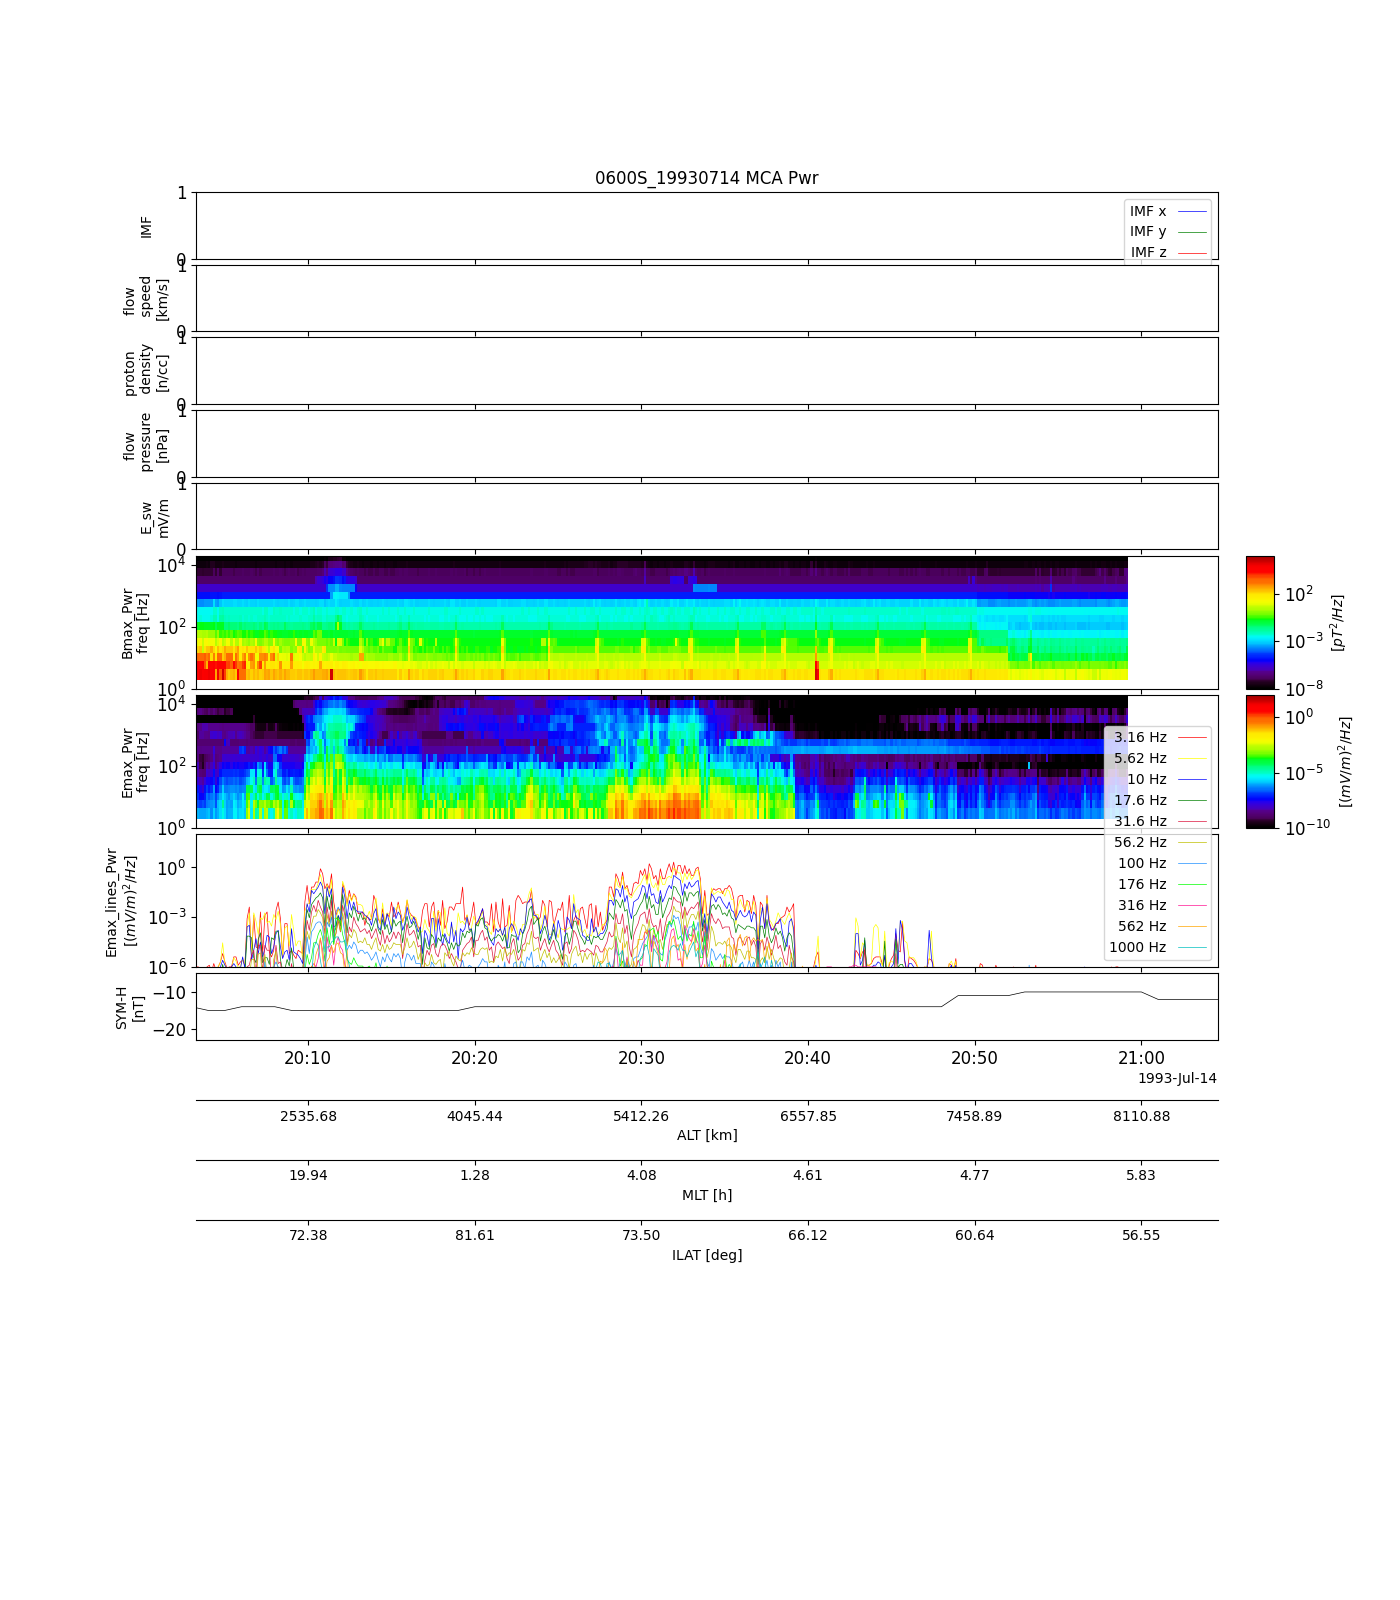 0600S_19930714 MCA Pwr
1
IMF
0
IMF x
IMF y
IMF z
1
flow
speed
[km/s]
0
1
proton
density
[n/cc]
0
1
flow
pressure
[nPa]
0
1
E_sw
mV/m
0
10^4
10^2
10^0
Bmax_Pwr
freq [Hz]
10^2
10^-3
10^-8
[pT^2/Hz]
10^4
10^2
10^0
Emax_Pwr
freq [Hz]
10^0
10^-5
10^-10
[(mV/m)^2/Hz]
3.16 Hz
5.62 Hz
10 Hz
17.6 Hz
31.6 Hz
56.2 Hz
100 Hz
176 Hz
316 Hz
562 Hz
1000 Hz
10^0
10^-3
10^-6
Emax_lines_Pwr
[(mV/m)^2/Hz]
−10
−20
SYM-H
[nT]
20:10 20:20 20:30 20:40 20:50 21:00
1993-Jul-14
2535.68 4045.44 5412.26 6557.85 7458.89 8110.88
ALT [km]
19.94 1.28 4.08 4.61 4.77 5.83
MLT [h]
72.38 81.61 73.50 66.12 60.64 56.55
ILAT [deg]